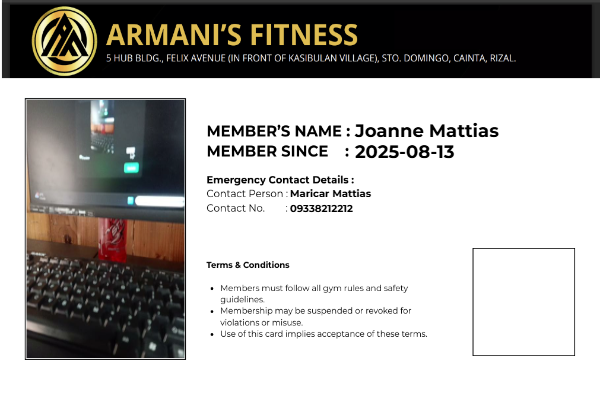 ARMANI'S FITNESS
5 HUB BLDG., FELIX AVENUE (IN FRONT OF KASIBULAN VILLAGE), STO. DOMINGO, CAINTA, RIZAL.
MEMBER'S NAME : Joanne Mattias
MEMBER SINCE : 2025-08-13
Emergency Contact Details :
Contact Person : Maricar Mattias
Contact No. : 09338212212
Terms & Conditions
• Members must follow all gym rules and safety
guidelines.
• Membership may be suspended or revoked for
violations or misuse.
• Use of this card implies acceptance of these terms.